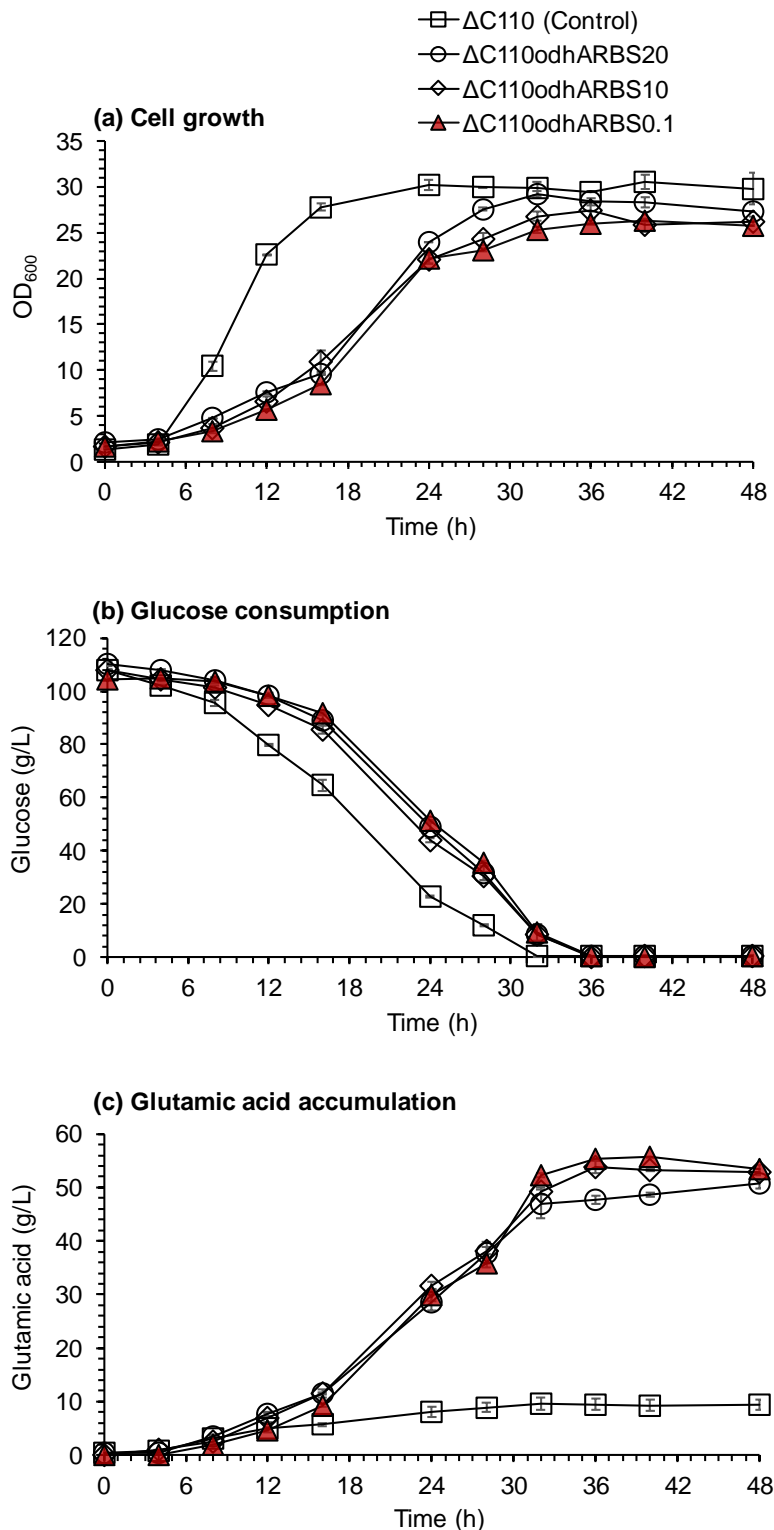 ΔC110 (Control)
ΔC110odhARBS20
ΔC110odhARBS10
ΔC110odhARBS0.1
(a) Cell growth
35
30
25
20
15
10
5
0
OD600
0 6 12 18 24 30 36 42 48
Time (h)
(b) Glucose consumption
120
100
80
60
40
20
0
Glucose (g/L)
0 6 12 18 24 30 36 42 48
Time (h)
(c) Glutamic acid accumulation
60
50
40
30
20
10
0
Glutamic acid (g/L)
0 6 12 18 24 30 36 42 48
Time (h)